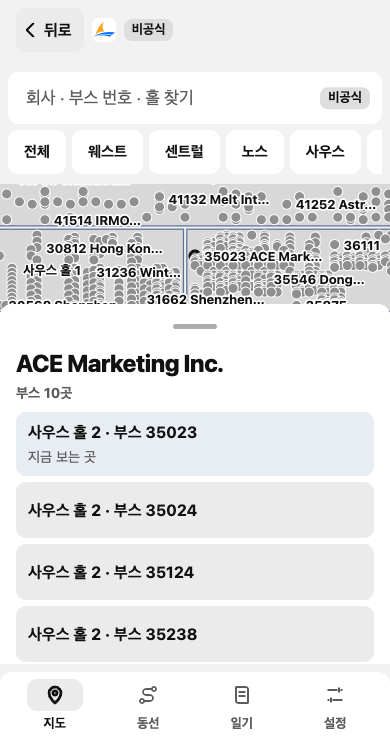 뒤로
비공식
회사 · 부스 번호 · 홀 찾기
비공식
전체
웨스트
센트럴
노스
사우스
41132 Melt Int...
41252 Astr...
41514 IRMO...
30812 Hong Kon...
36111
35023 ACE Mark...
사우스 홀 1
31236 Wint...
35546 Dong...
31662 Shenzhen...
ACE Marketing Inc.
부스 10곳
사우스 홀 2 · 부스 35023
지금 보는 곳
사우스 홀 2 · 부스 35024
사우스 홀 2 · 부스 35124
사우스 홀 2 · 부스 35238
지도
동선
일기
설정